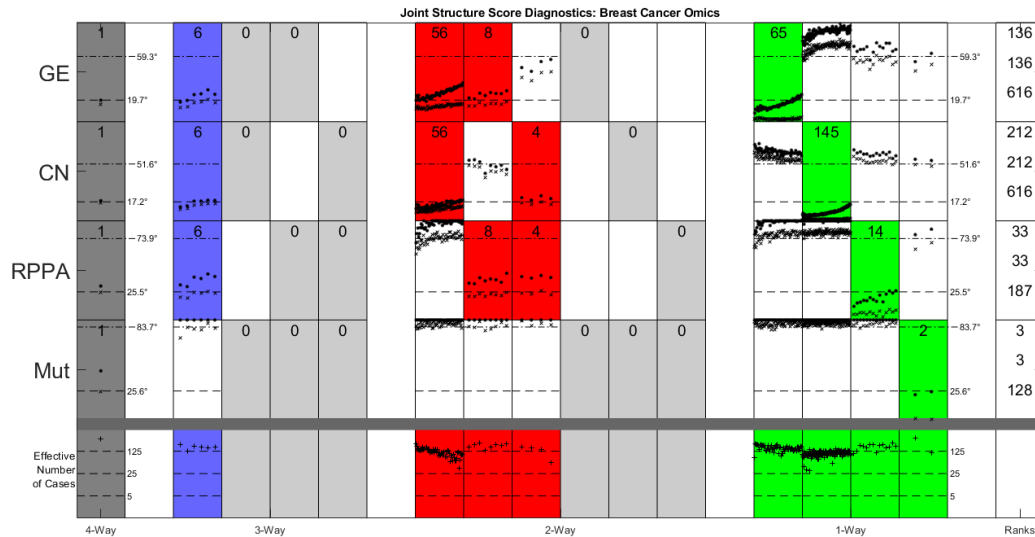 Joint Structure Score Diagnostics: Breast Cancer Omics
1 6 0 0 56 8 0 65 136
59.3° 59.3°
GE 136
616
19.7° 19.7°
1 6 0 0 56 4 0 145 212
51.6° 51.6°
CN 212
616
17.2° 17.2°
1 6 0 0 8 4 0 14 33
73.9° 73.9°
RPPA 33
187
25.5° 25.5°
1 0 0 0 0 0 0 2 3
83.7° 83.7°
Mut 3
128
25.6° 25.6°
Effective
Number
of Cases
125 125
25 25
5 5
4-Way 3-Way 2-Way 1-Way Ranks